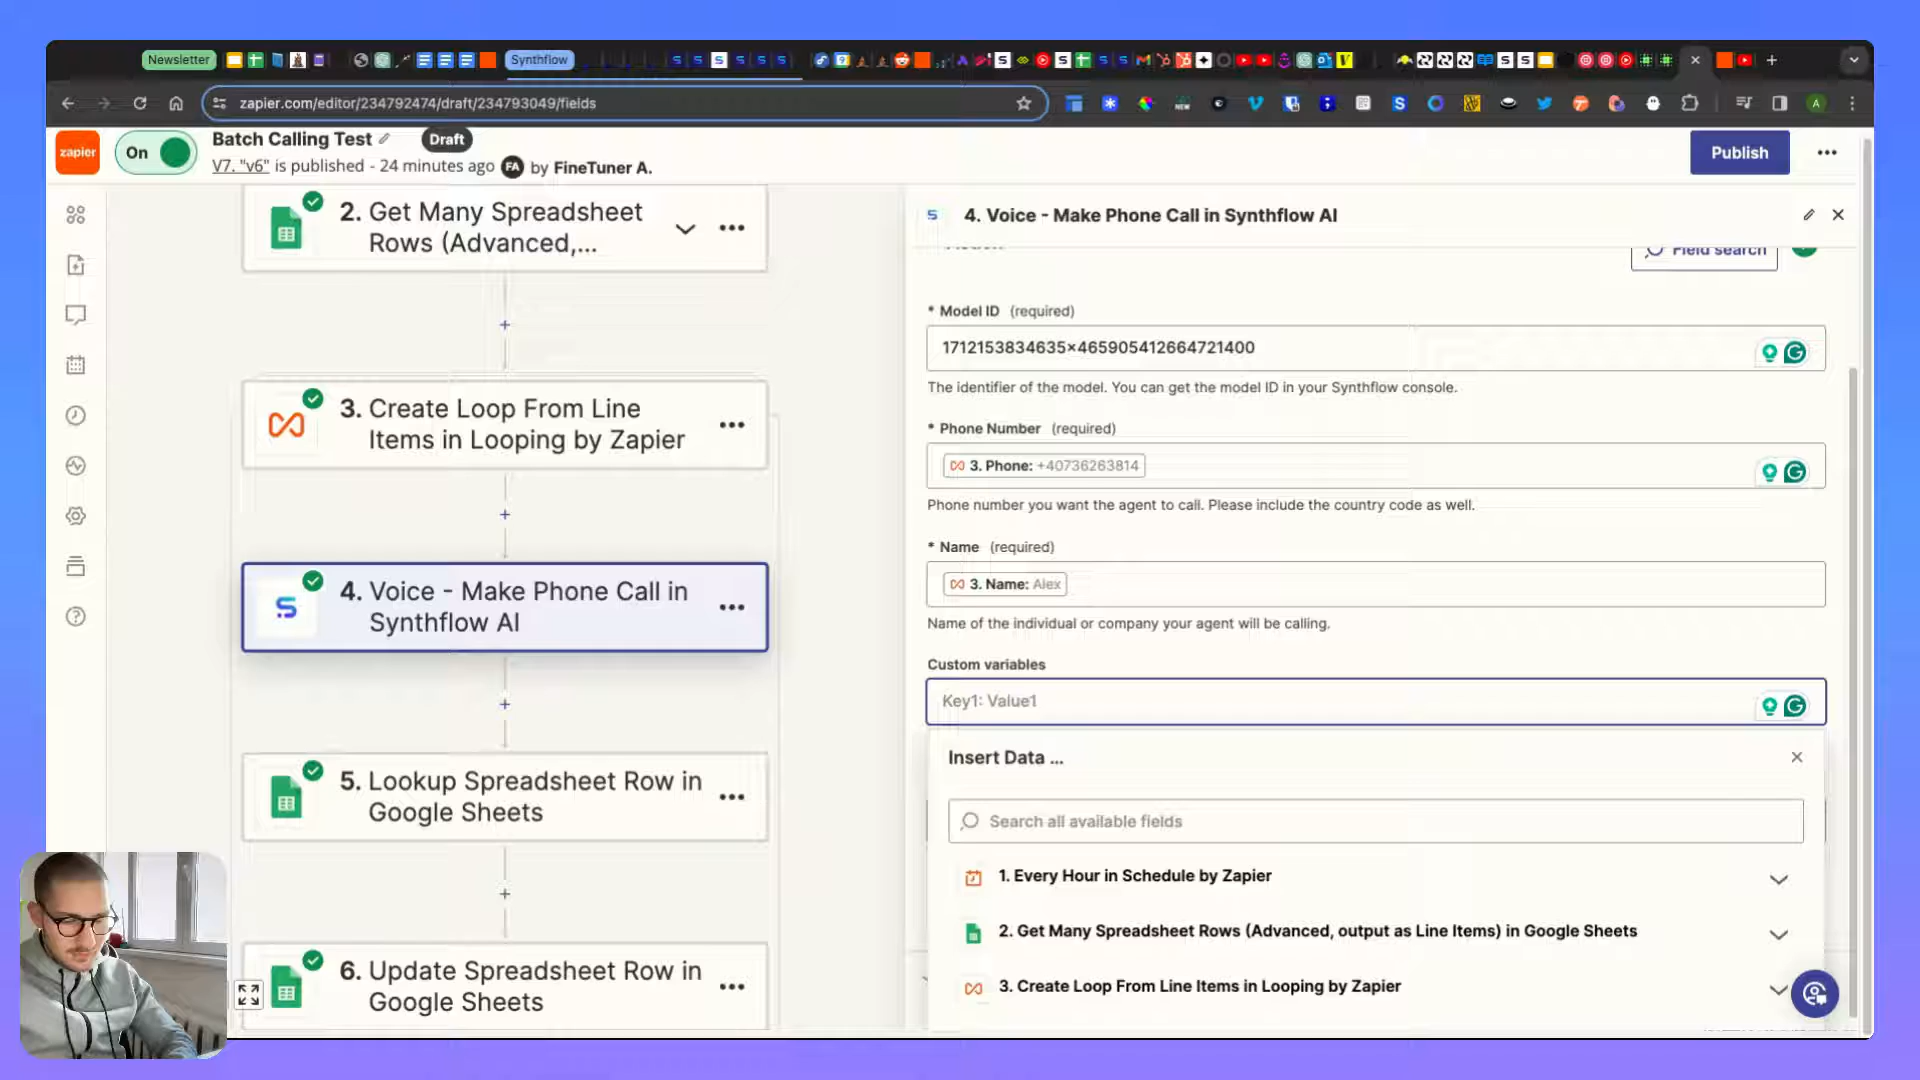 Newsletter
Synthflow
zapier.com/editor/234792474/draft/234793049/fields
zapier
On
Batch Calling Test
Draft
V7. "v6" is published - 24 minutes ago FA by FineTuner A.
Publish
2. Get Many Spreadsheet
Rows (Advanced,...
3. Create Loop From Line
Items in Looping by Zapier
4. Voice - Make Phone Call in
Synthflow AI
5. Lookup Spreadsheet Row in
Google Sheets
6. Update Spreadsheet Row in
Google Sheets
4. Voice - Make Phone Call in Synthflow AI
Field search
* Model ID (required)
1712153834635×465905412664721400
The identifier of the model. You can get the model ID in your Synthflow console.
* Phone Number (required)
3. Phone: +40736263814
Phone number you want the agent to call. Please include the country code as well.
* Name (required)
3. Name: Alex
Name of the individual or company your agent will be calling.
Custom variables
Key1: Value1
Insert Data ...
Search all available fields
1. Every Hour in Schedule by Zapier
2. Get Many Spreadsheet Rows (Advanced, output as Line Items) in Google Sheets
3. Create Loop From Line Items in Looping by Zapier